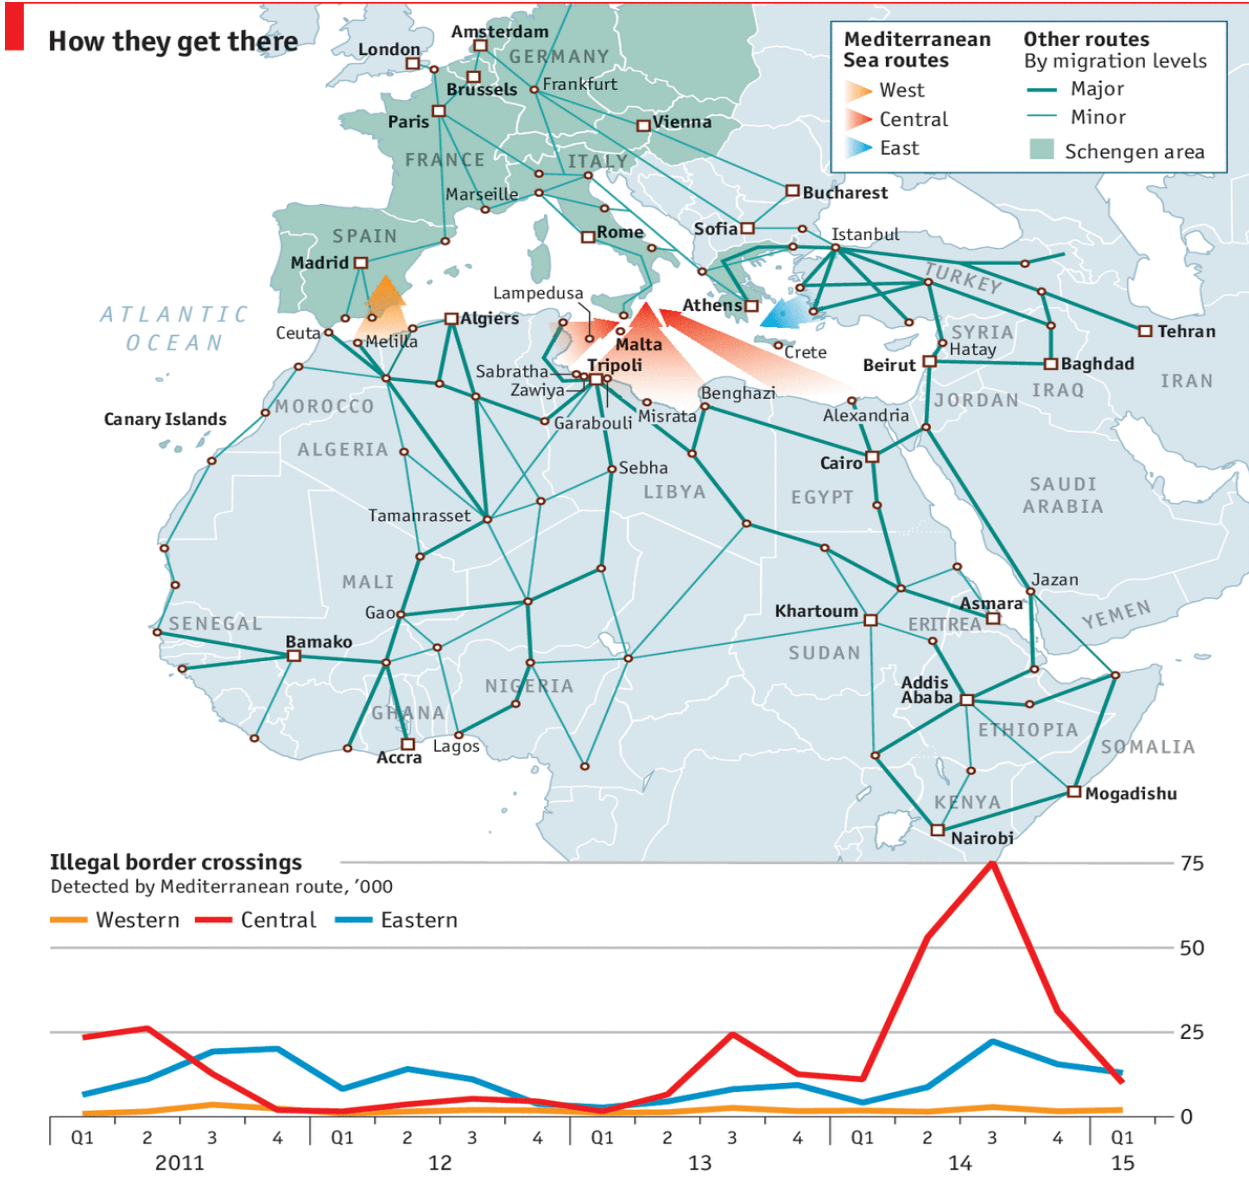 How they get there
Mediterranean
Sea routes
West
Central
East
Other routes
By migration levels
Major
Minor
Schengen area
Amsterdam
London
GERMANY
Brussels
Frankfurt
Paris
Vienna
FRANCE
ITALY
Marseille
Bucharest
SPAIN
Rome
Sofia
Istanbul
Madrid
TURKEY
Lampedusa
Athens
ATLANTIC
OCEAN
Ceuta
Algiers
Melilla
Malta
Crete
SYRIA
Hatay
Tehran
Sabratha
Tripoli
Beirut
Baghdad
Zawiya
Benghazi
IRAQ
IRAN
MOROCCO
Garabouli
Misrata
Alexandria
JORDAN
Canary Islands
ALGERIA
Sebha
Cairo
LIBYA
EGYPT
SAUDI
ARABIA
Tamanrasset
MALI
Jazan
Gao
Khartoum
Asmara
YEMEN
SENEGAL
ERITREA
Bamako
SUDAN
NIGERIA
Addis
Ababa
GHANA
ETHIOPIA
Accra
Lagos
SOMALIA
KENYA
Mogadishu
Nairobi
Illegal border crossings
Detected by Mediterranean route, ’000
Western
Central
Eastern
75
50
25
0
Q1 2 3 4 Q1 2 3 4 Q1 2 3 4 Q1 2 3 4 Q1
2011 12 13 14 15